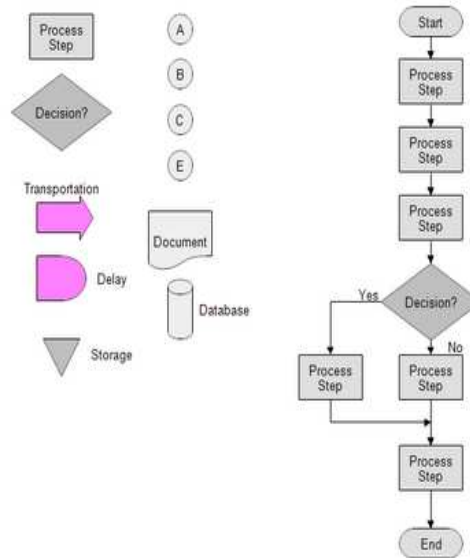 Process
Step
Decision?
Transportation
Delay
Storage
A
B
C
E
Document
Database
Start
Process
Step
Process
Step
Process
Step
Decision?
Yes
No
Process
Step
Process
Step
Process
Step
End